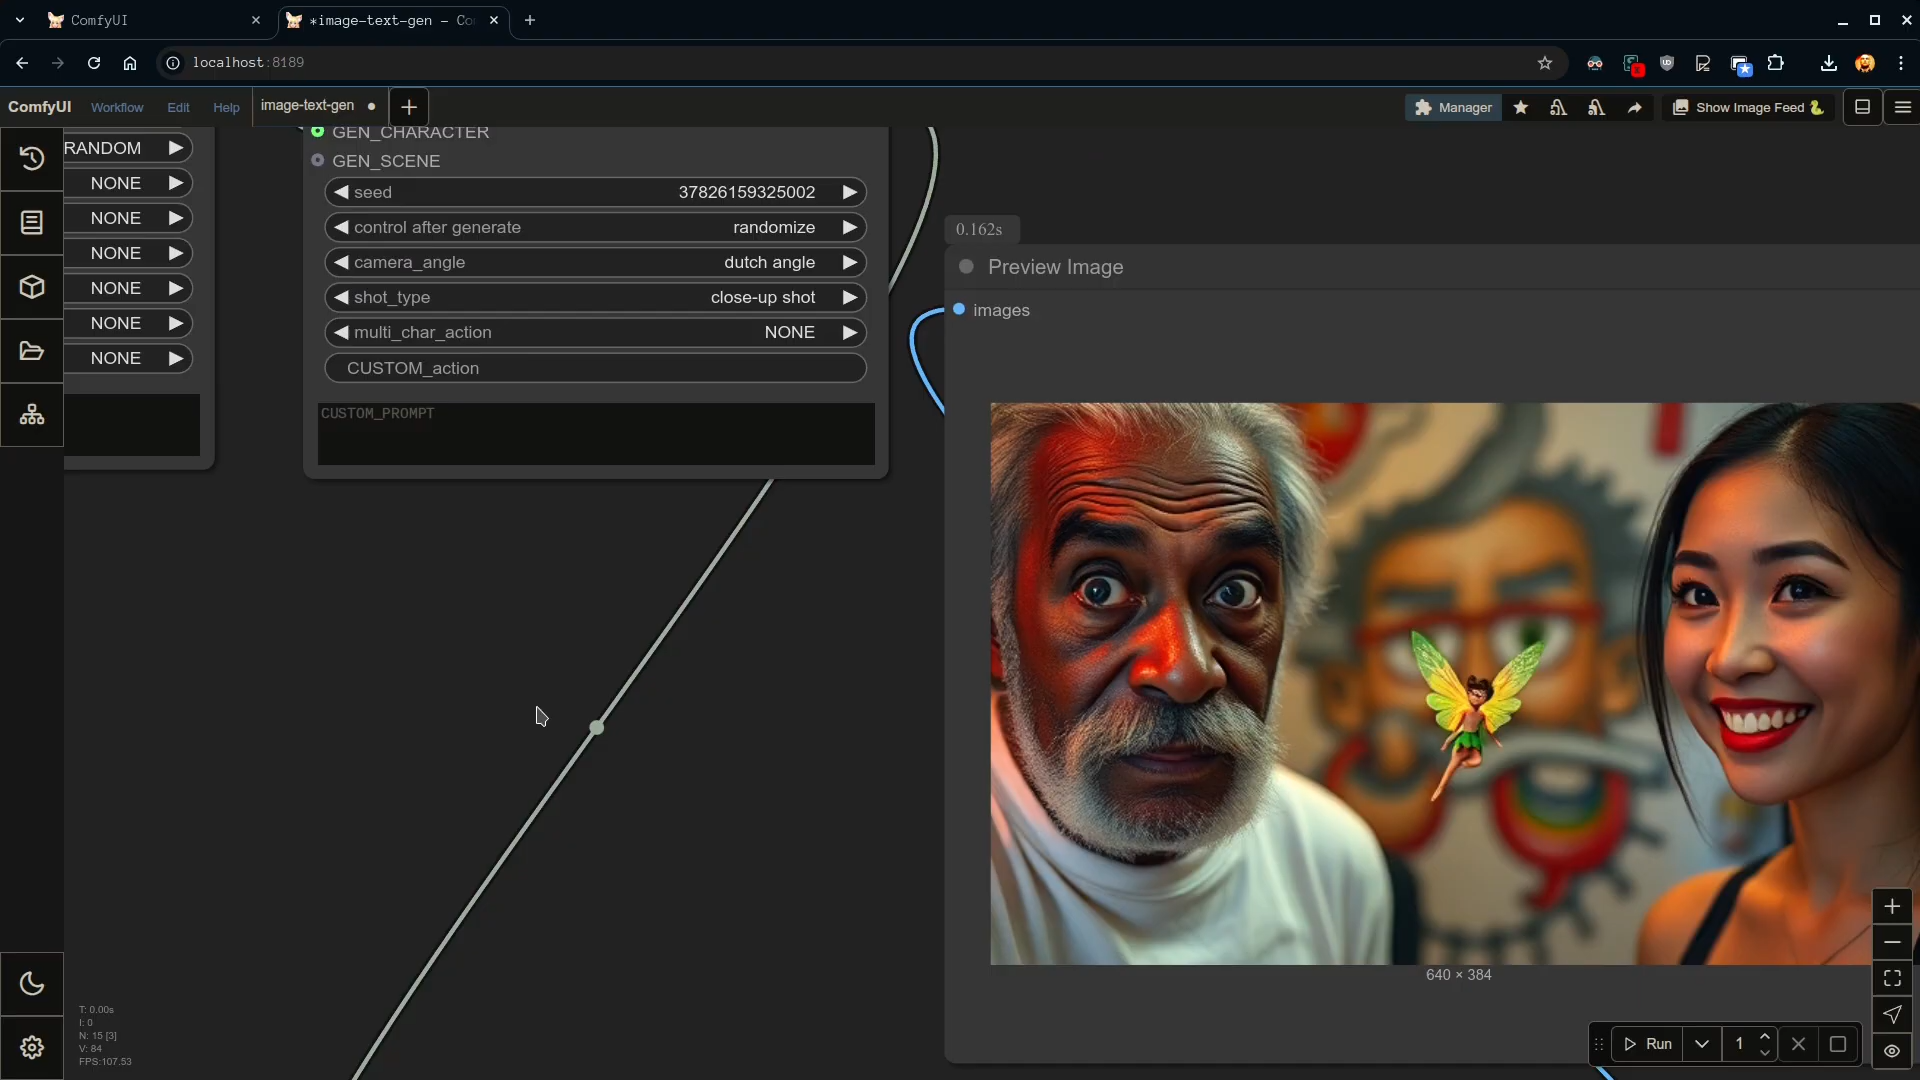 ComfyUI
*image-text-gen - Co
localhost:8189
ComfyUI Workflow Edit Help image-text-gen
Manager
Show Image Feed
GEN_CHARACTER
GEN_SCENE
RANDOM
NONE
NONE
NONE
NONE
NONE
NONE
seed 37826159325002
control after generate randomize
camera_angle dutch angle
shot_type close-up shot
multi_char_action NONE
CUSTOM_action
CUSTOM_PROMPT
0.162s
Preview Image
images
640 × 384
T: 0.00s
I: 0
N: 15 [3]
V: 84
FPS:107.53
Run 1